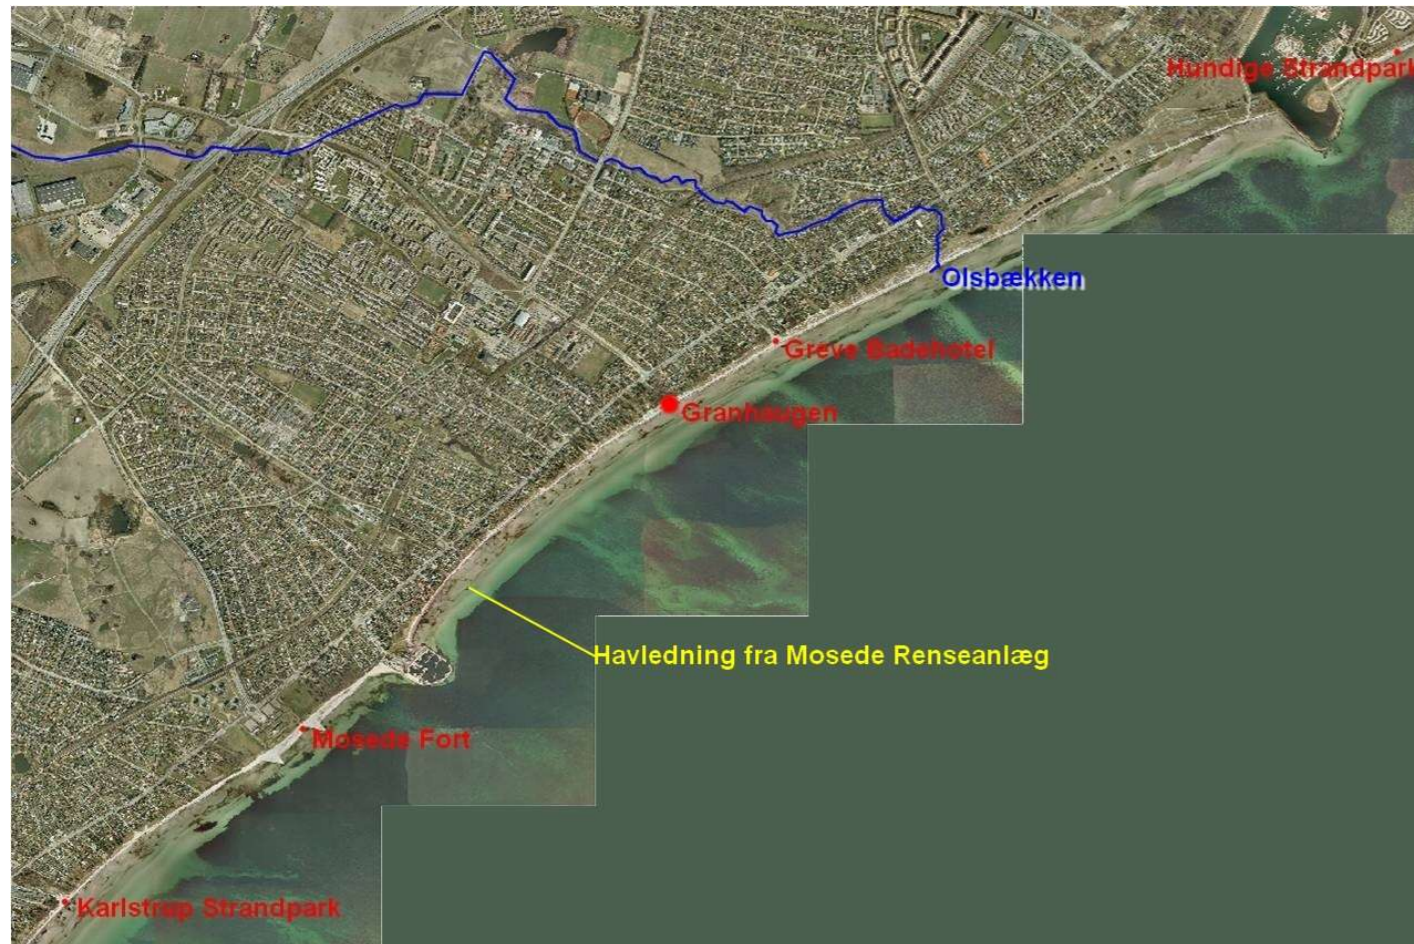 Hundige Strandpark
Olsbækken
Greve Badehotel
Granhaugen
Havledning fra Mosede Renseanlæg
Mosede Fort
Karlstrup Strandpark